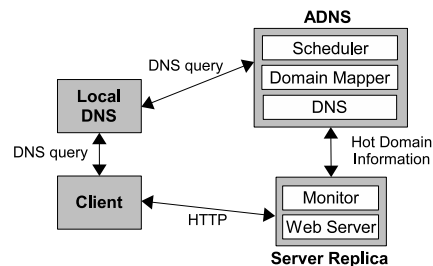 ADNS
Scheduler
Domain Mapper
DNS
DNS query
Local
DNS
DNS query
Hot Domain
Information
Client
HTTP
Monitor
Web Server
Server Replica